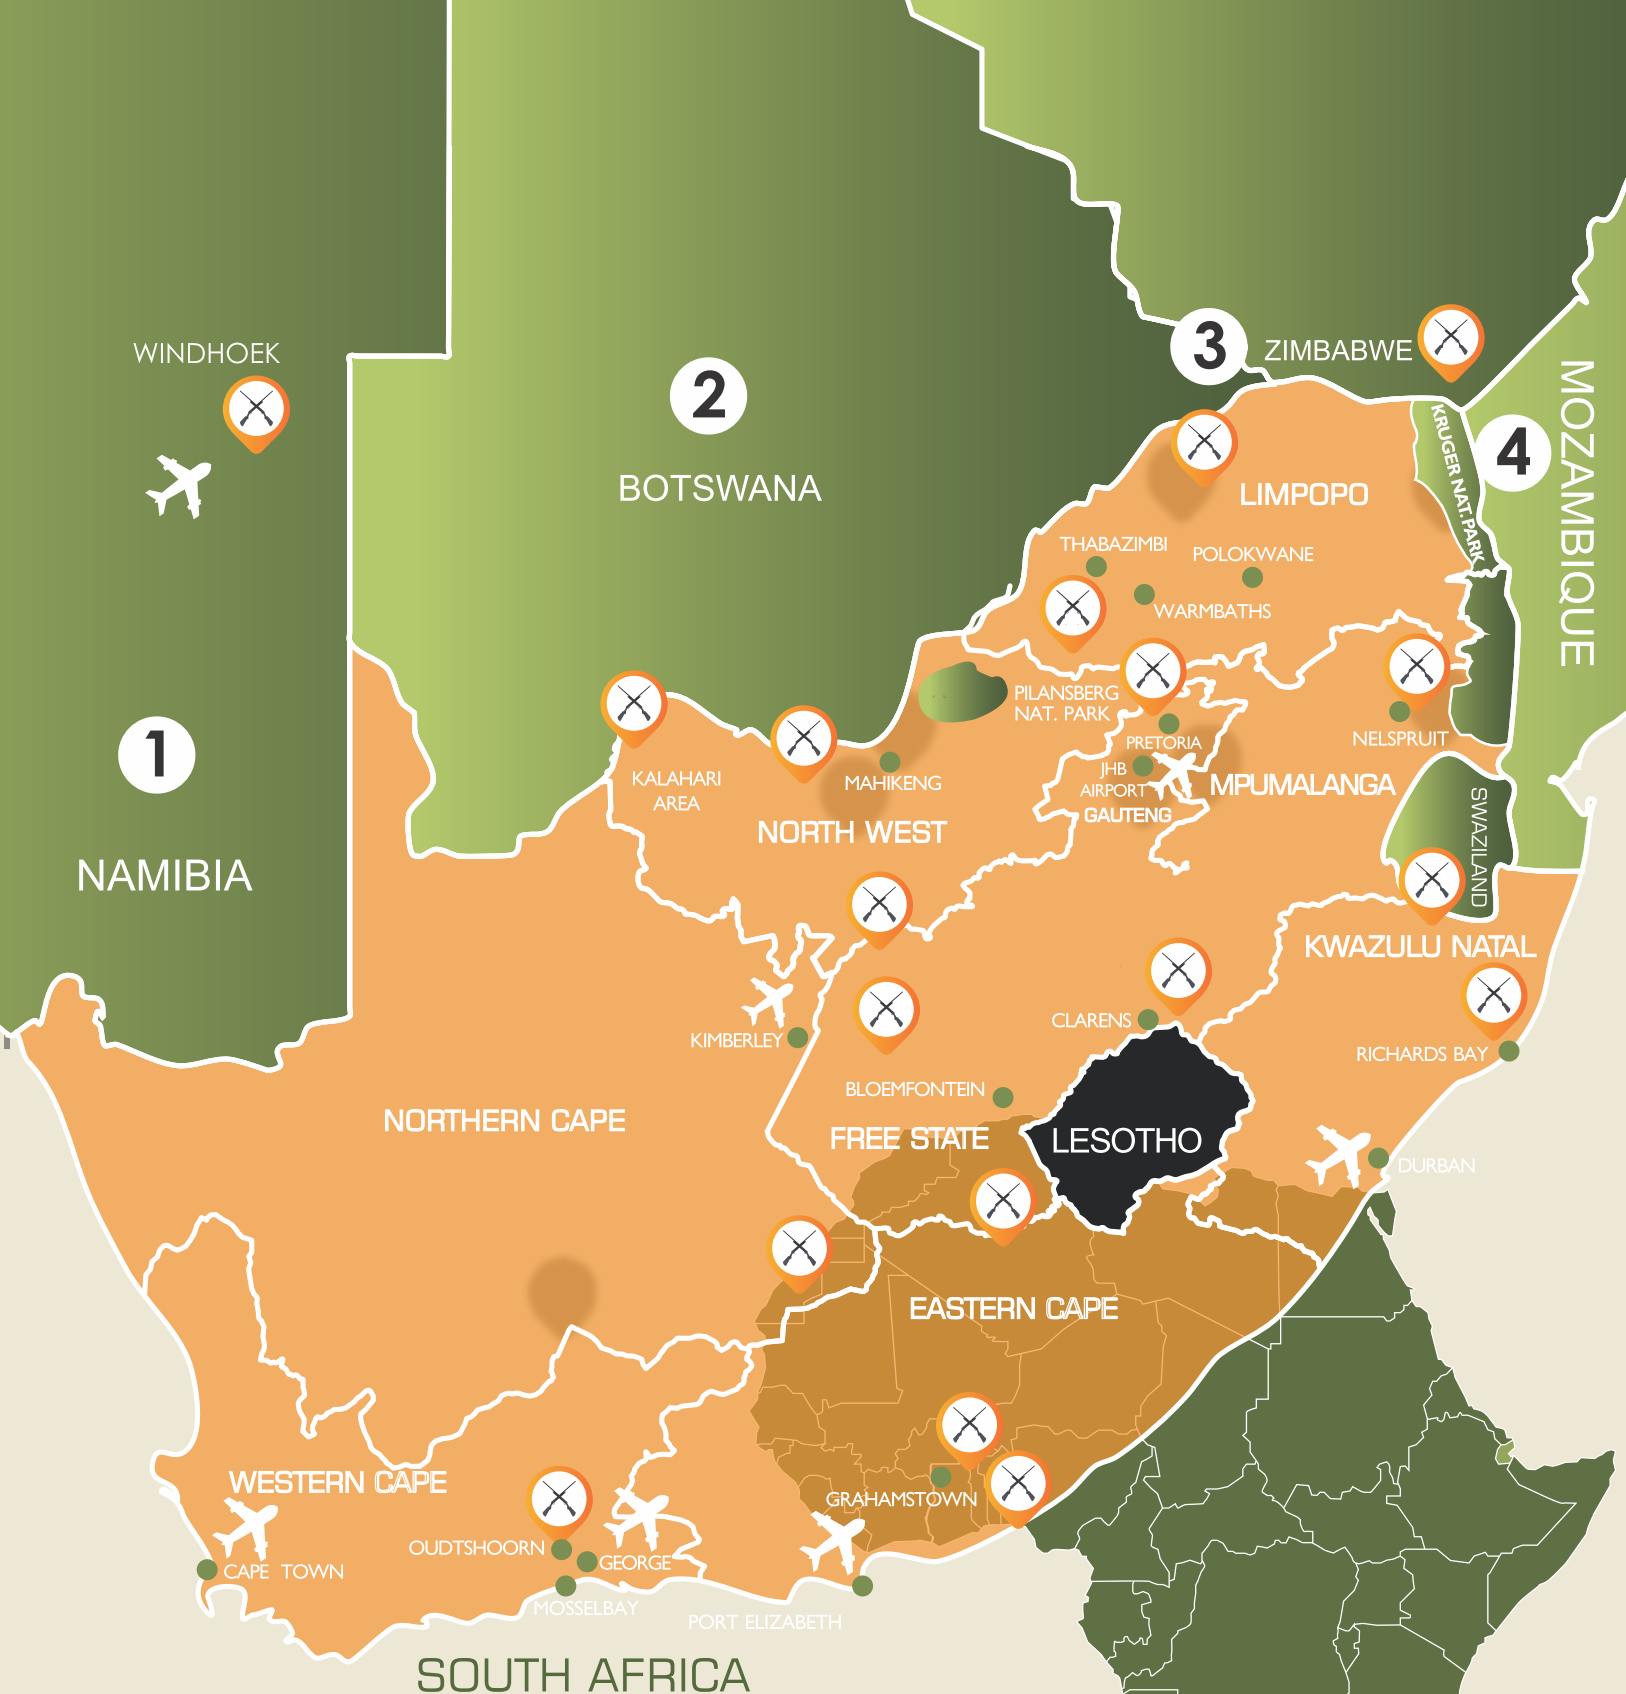 WINDHOEK
3
ZIMBABWE
2
BOTSWANA
MOZAMBIQUE
4
KRUGER NAT. PARK
LIMPOPO
THABAZIMBI
POLOKWANE
WARMBATHS
1
NAMIBIA
PILANSBERG
NAT. PARK
PRETORIA
NELSPRUIT
JHB
AIRPORT
GAUTENG
MPUMALANGA
KALAHARI
AREA
MAHIKENG
NORTH WEST
SWAZILAND
KWAZULU NATAL
CLARENS
KIMBERLEY
RICHARDS BAY
BLOEMFONTEIN
NORTHERN CAPE
FREE STATE
LESOTHO
DURBAN
EASTERN CAPE
WESTERN CAPE
GRAHAMSTOWN
OUDTSHOORN
GEORGE
CAPE TOWN
MOSSELBAY
PORT ELIZABETH
SOUTH AFRICA